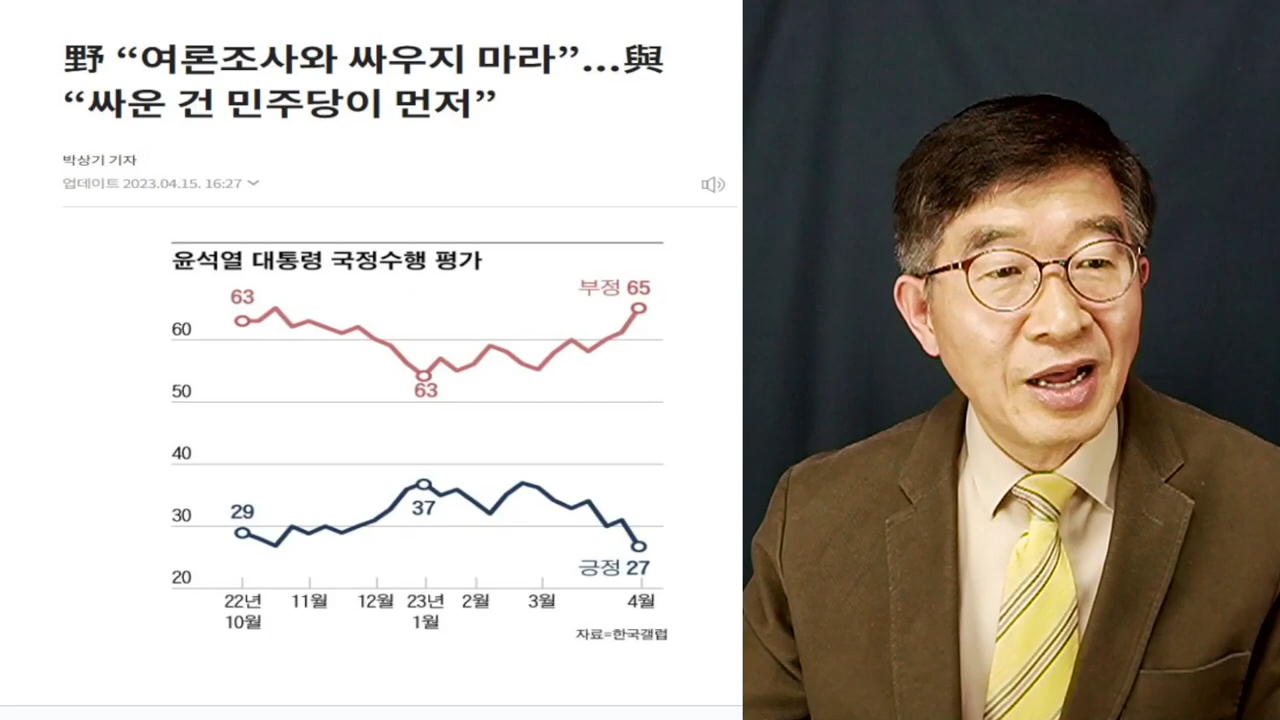 野 “여론조사와 싸우지 마라”...與
“싸운 건 민주당이 먼저”
박상기 기자
업데이트 2023.04.15. 16:27
윤석열 대통령 국정수행 평가
63
부정 65
60
63
50
40
37
29
30
긍정 27
20
22년 11월 12월 23년 2월 3월 4월
10월 1월
자료=한국갤럽